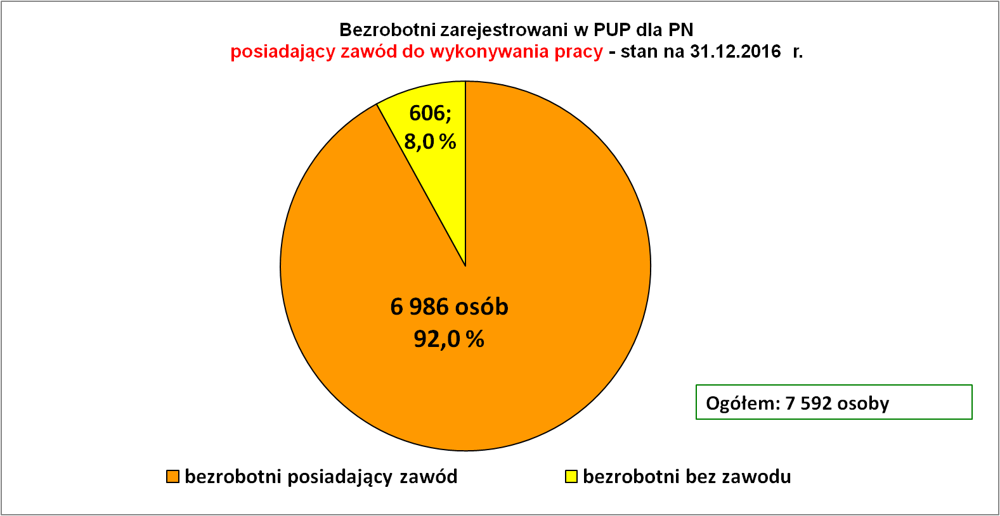 Bezrobotni zarejestrowani w PUP dla PN
posiadający zawód do wykonywania pracy - stan na 31.12.2016 r.
606;
8,0 %
6 986 osób
92,0 %
Ogółem: 7 592 osoby
bezrobotni posiadający zawód
bezrobotni bez zawodu